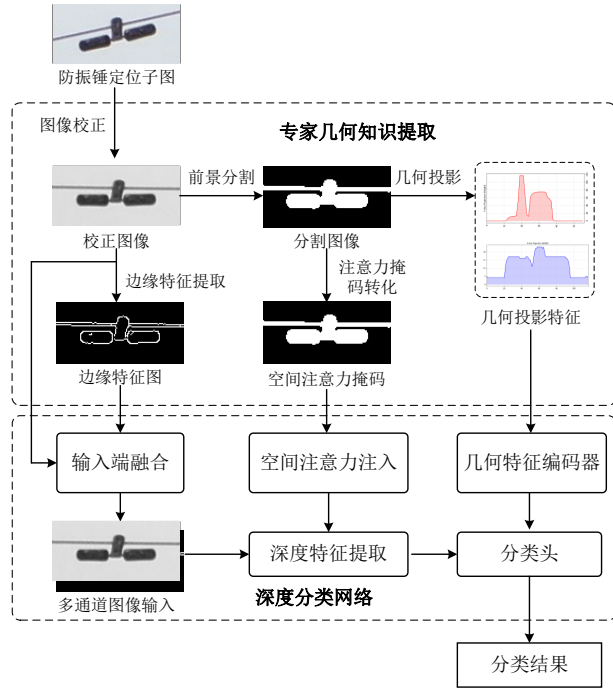 防振锤定位子图
图像校正
专家几何知识提取
前景分割
几何投影
校正图像
分割图像
边缘特征提取
注意力掩
码转化
几何投影特征
边缘特征图
空间注意力掩码
输入端融合
空间注意力注入
几何特征编码器
深度特征提取
分类头
多通道图像输入
深度分类网络
分类结果